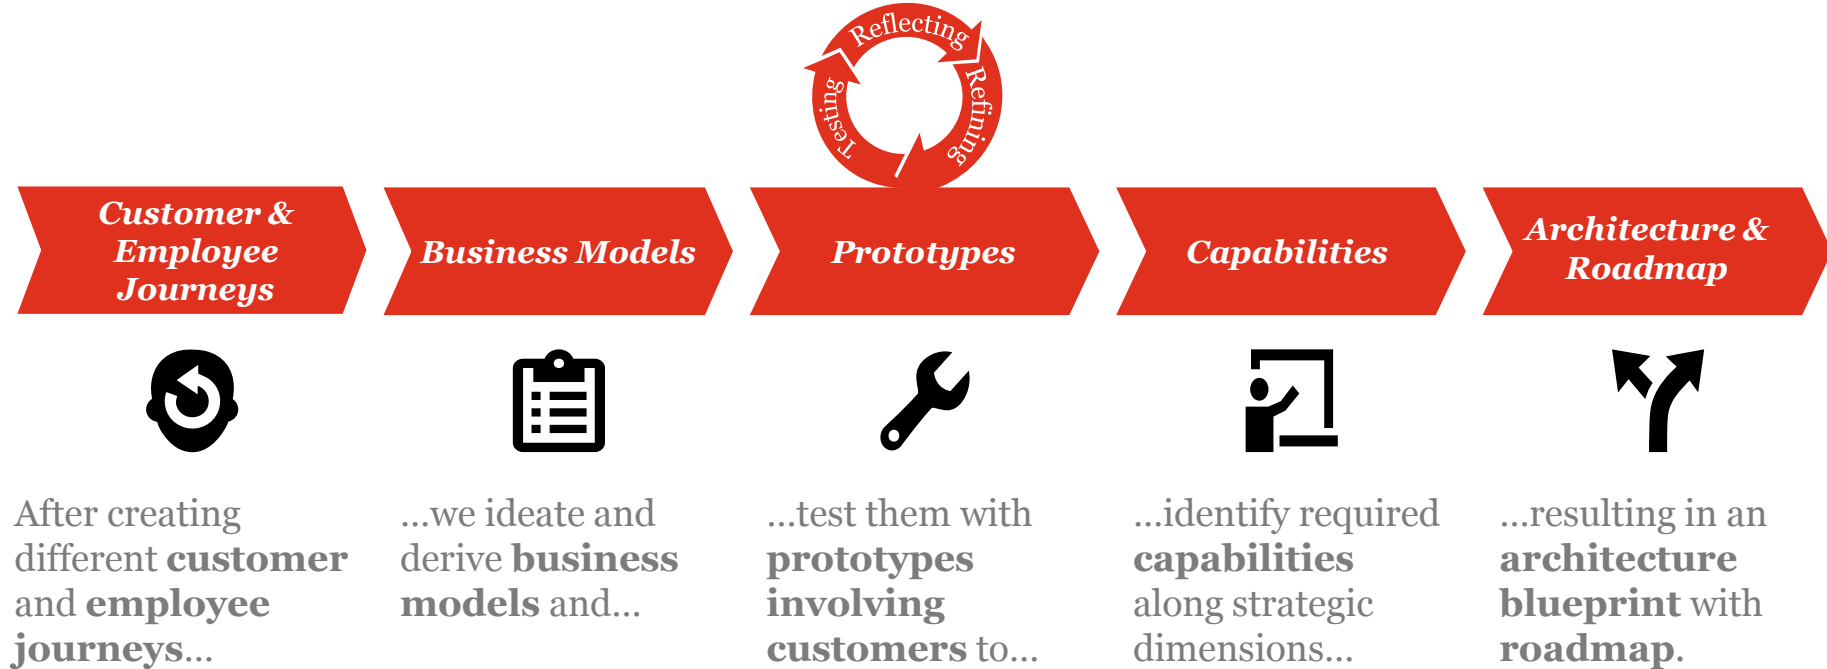 Reflecting
Refining
Testing
Customer &
Employee
Journeys
Business Models
Prototypes
Capabilities
Architecture &
Roadmap
After creating
different customer
and employee
journeys...
...we ideate and
derive business
models and...
...test them with
prototypes
involving
customers to...
...identify required
capabilities
along strategic
dimensions...
...resulting in an
architecture
blueprint with
roadmap.